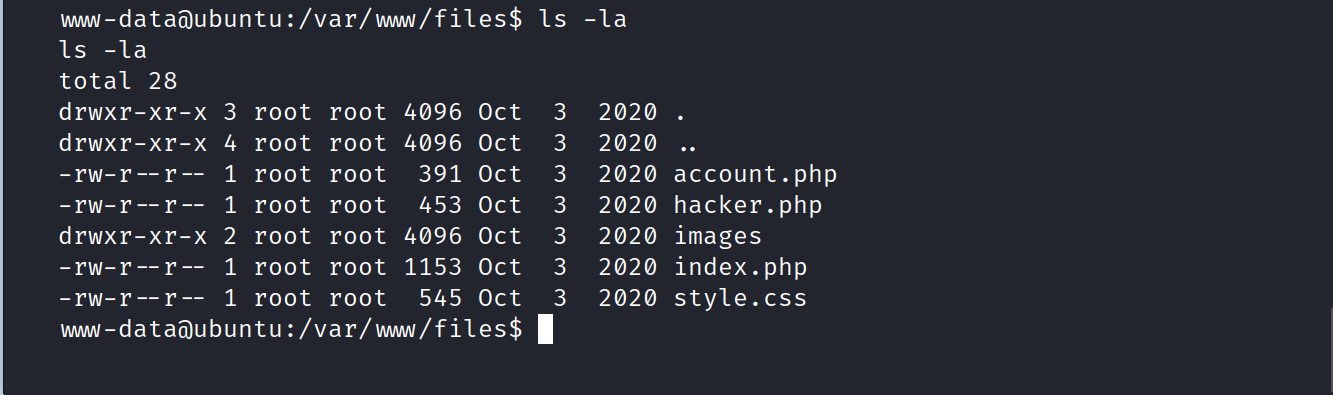 www-data@ubuntu:/var/www/files$ ls -la
ls -la
total 28
drwxr-xr-x 3 root root 4096 Oct  3  2020 .
drwxr-xr-x 4 root root 4096 Oct  3  2020 ..
-rw-r--r-- 1 root root  391 Oct  3  2020 account.php
-rw-r--r-- 1 root root  453 Oct  3  2020 hacker.php
drwxr-xr-x 2 root root 4096 Oct  3  2020 images
-rw-r--r-- 1 root root 1153 Oct  3  2020 index.php
-rw-r--r-- 1 root root  545 Oct  3  2020 style.css
www-data@ubuntu:/var/www/files$